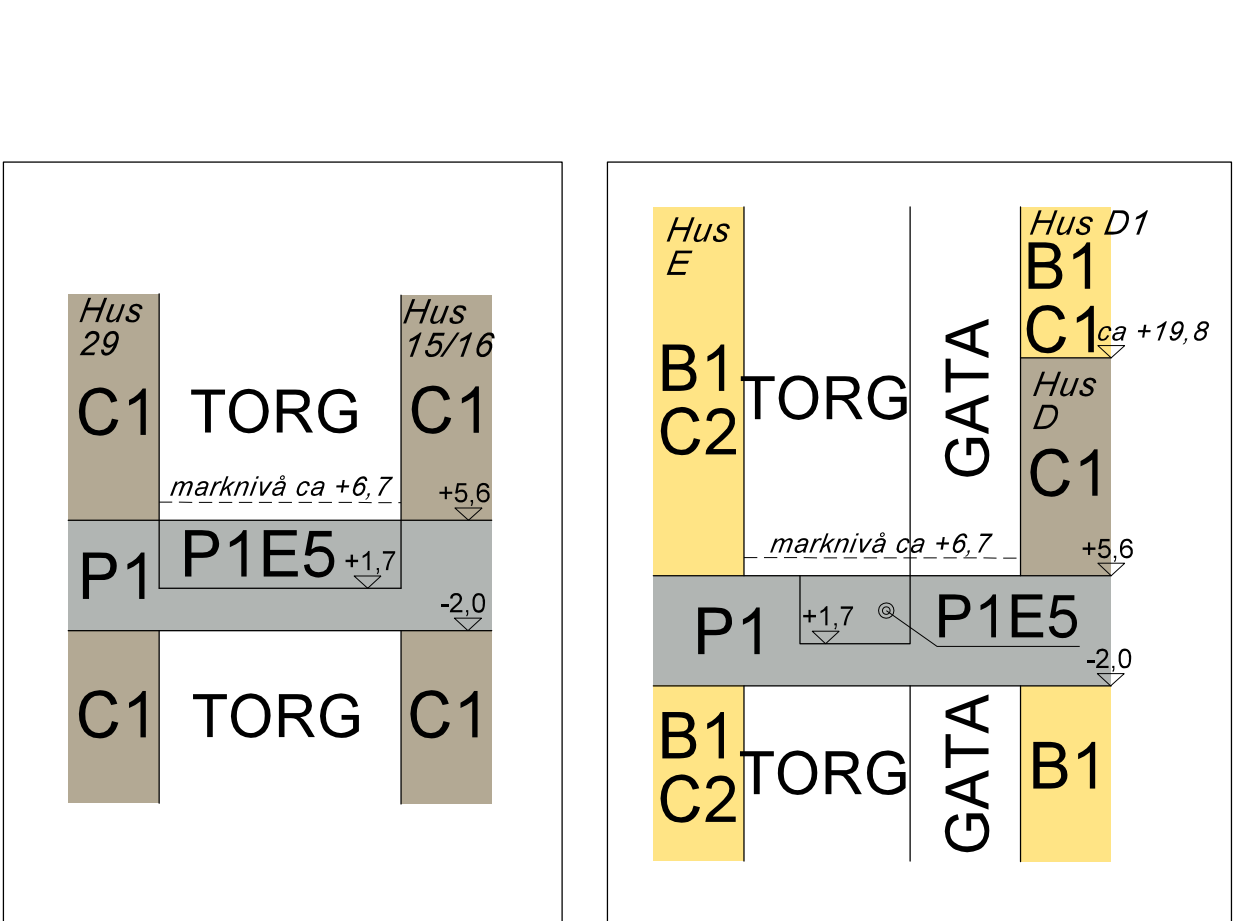 Hus
29
C1
TORG
Hus
15/16
C1
marknivå ca +6,7
+5,6
P1
P1E5
+1,7
-2,0
C1
TORG
C1
Hus
E
B1
C2
TORG
GATA
Hus D1
B1
C1
ca +19,8
Hus
D
C1
marknivå ca +6,7
+5,6
P1
+1,7
P1E5
-2,0
B1
C2
TORG
GATA
B1